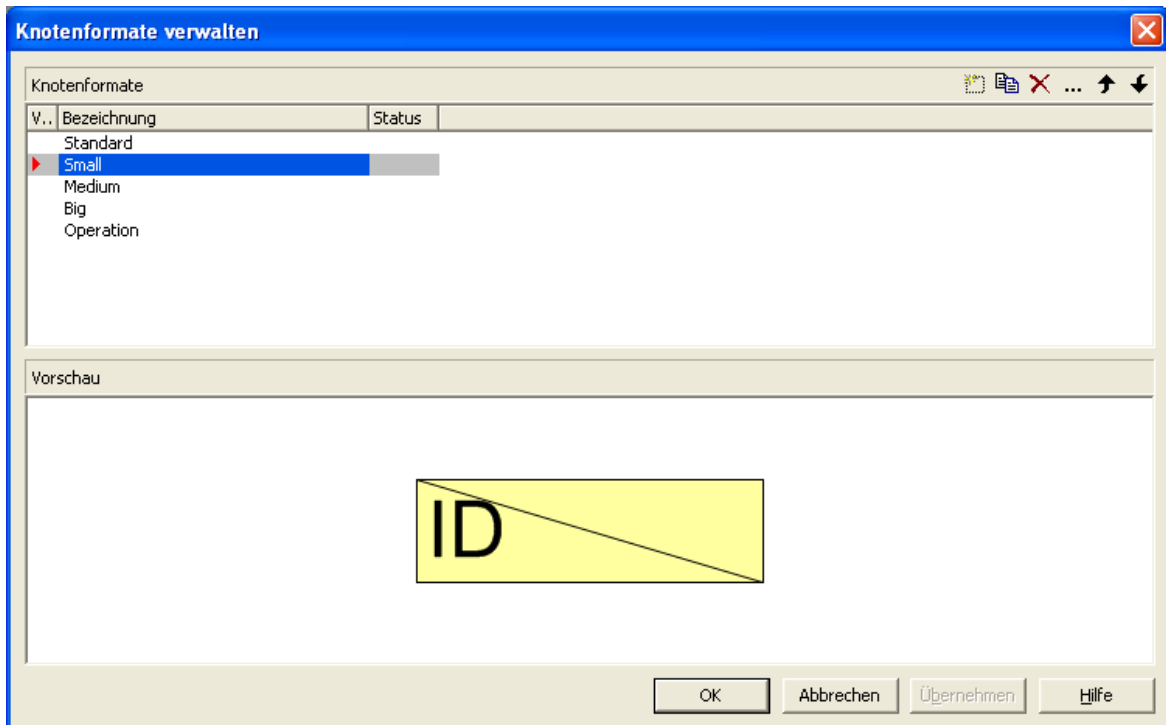 Knotenformate verwalten
Knotenformate
...
V.. Bezeichnung Status
Standard
Small
Medium
Big
Operation
Vorschau
ID
OK Abbrechen Übernehmen Hilfe